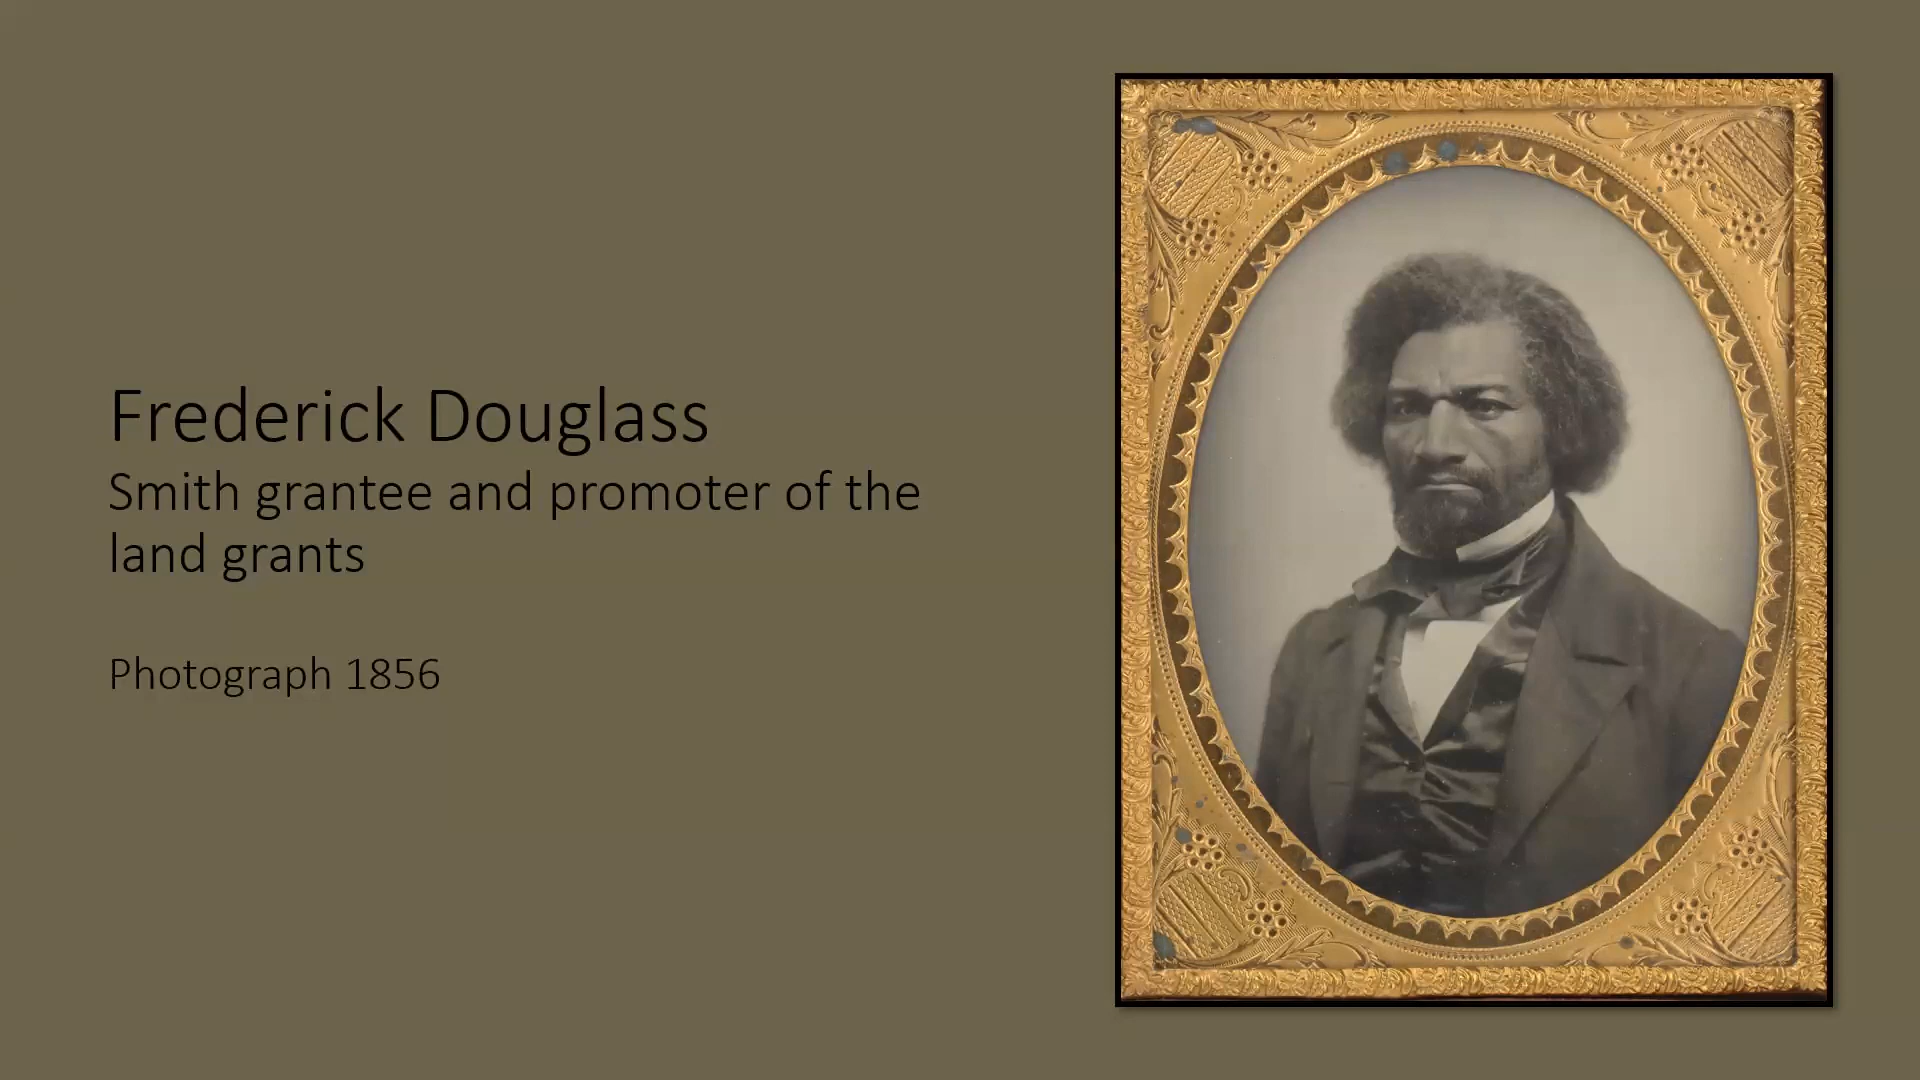 Frederick Douglass
Smith grantee and promoter of the
land grants
Photograph 1856